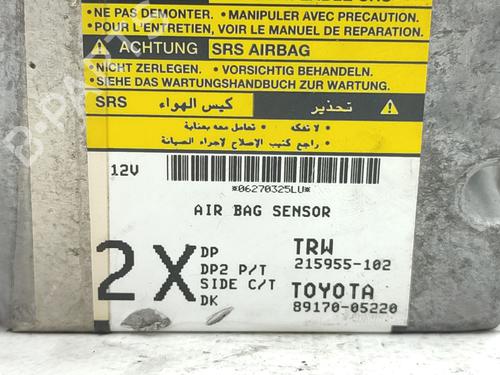 •NE PAS DEMONTER. •MANIPULER AVEC PRECAUTION.
•POUR L'ENTRETIEN, VOIR LE MANUEL DE REPARATION.
ACHTUNG SRS AIRBAG
•NICHT ZERLEGEN. •VORSICHTIG BEHANDELN.
•SIEHE DAS WARTUNGSHANDBUCH ZUR WARTUNG.
SRS كيس الهواء تحذير
• لا تفكه • تعامل معه بعناية
• راجع كتيب الإصلاح لاجراء الصيانة
12V
*06270325LU*
AIR BAG SENSOR
2X
DP
DP2 P/T
SIDE C/T
DK
TRW
215955-102
TOYOTA
89170-05220
B-PARTS